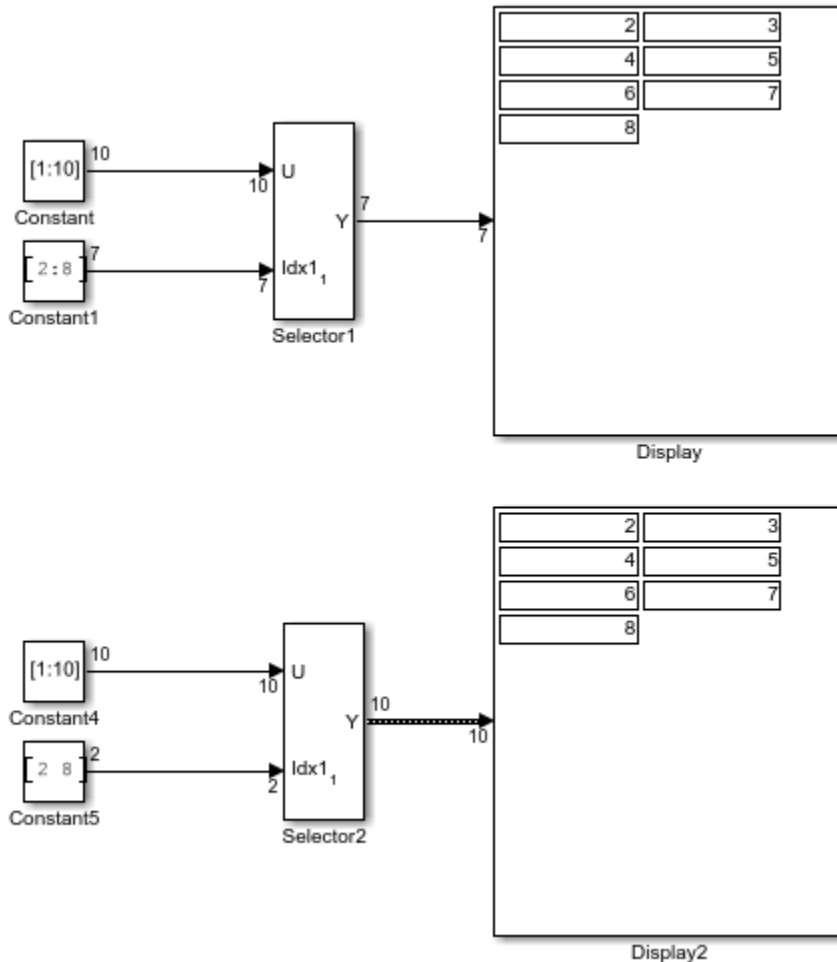 2 3
4 5
6 7
8
[1:10] 10
10 U
Constant
Y 7
7
[ 2:8 ] 7
7 Idx1 1
Constant1
Selector1
Display
2 3
4 5
6 7
8
[1:10] 10
10 U
Constant4
Y 10
10
[ 2 8 ] 2
2 Idx1 1
Constant5
Selector2
Display2